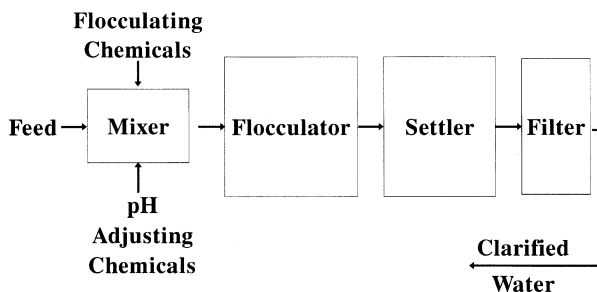 Flocculating
Chemicals
Feed
Mixer
Flocculator
Settler
Filter
pH
Adjusting
Chemicals
Clarified
Water